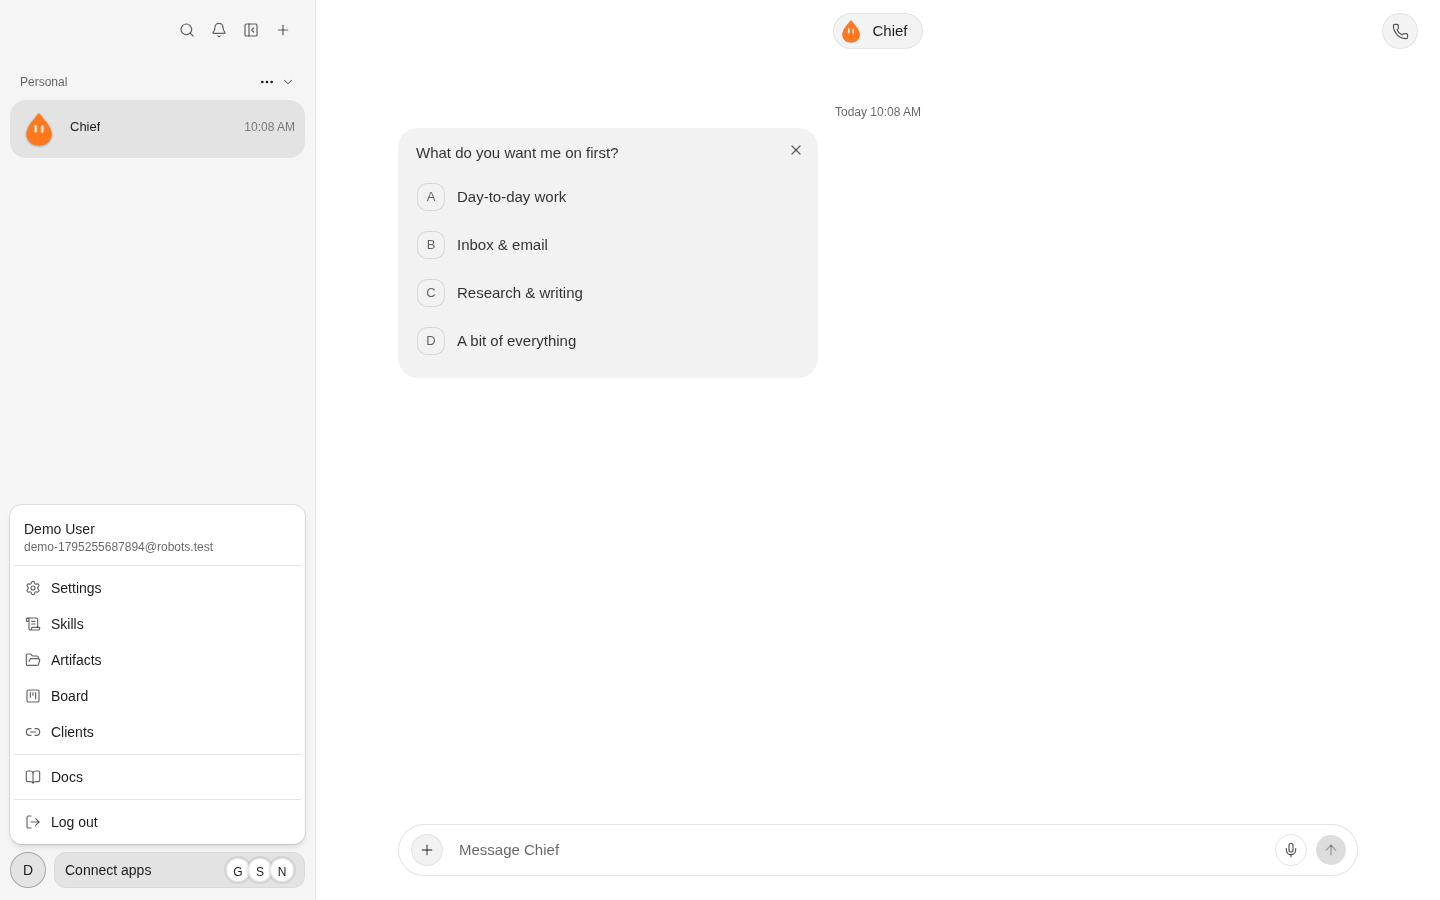 Personal
Chief
10:08 AM
Demo User
demo-1795255687894@robots.test
Settings
Skills
Artifacts
Board
Clients
Docs
Log out
D
Connect apps
G S N
Chief
Today 10:08 AM
What do you want me on first?
A Day-to-day work
B Inbox & email
C Research & writing
D A bit of everything
Message Chief